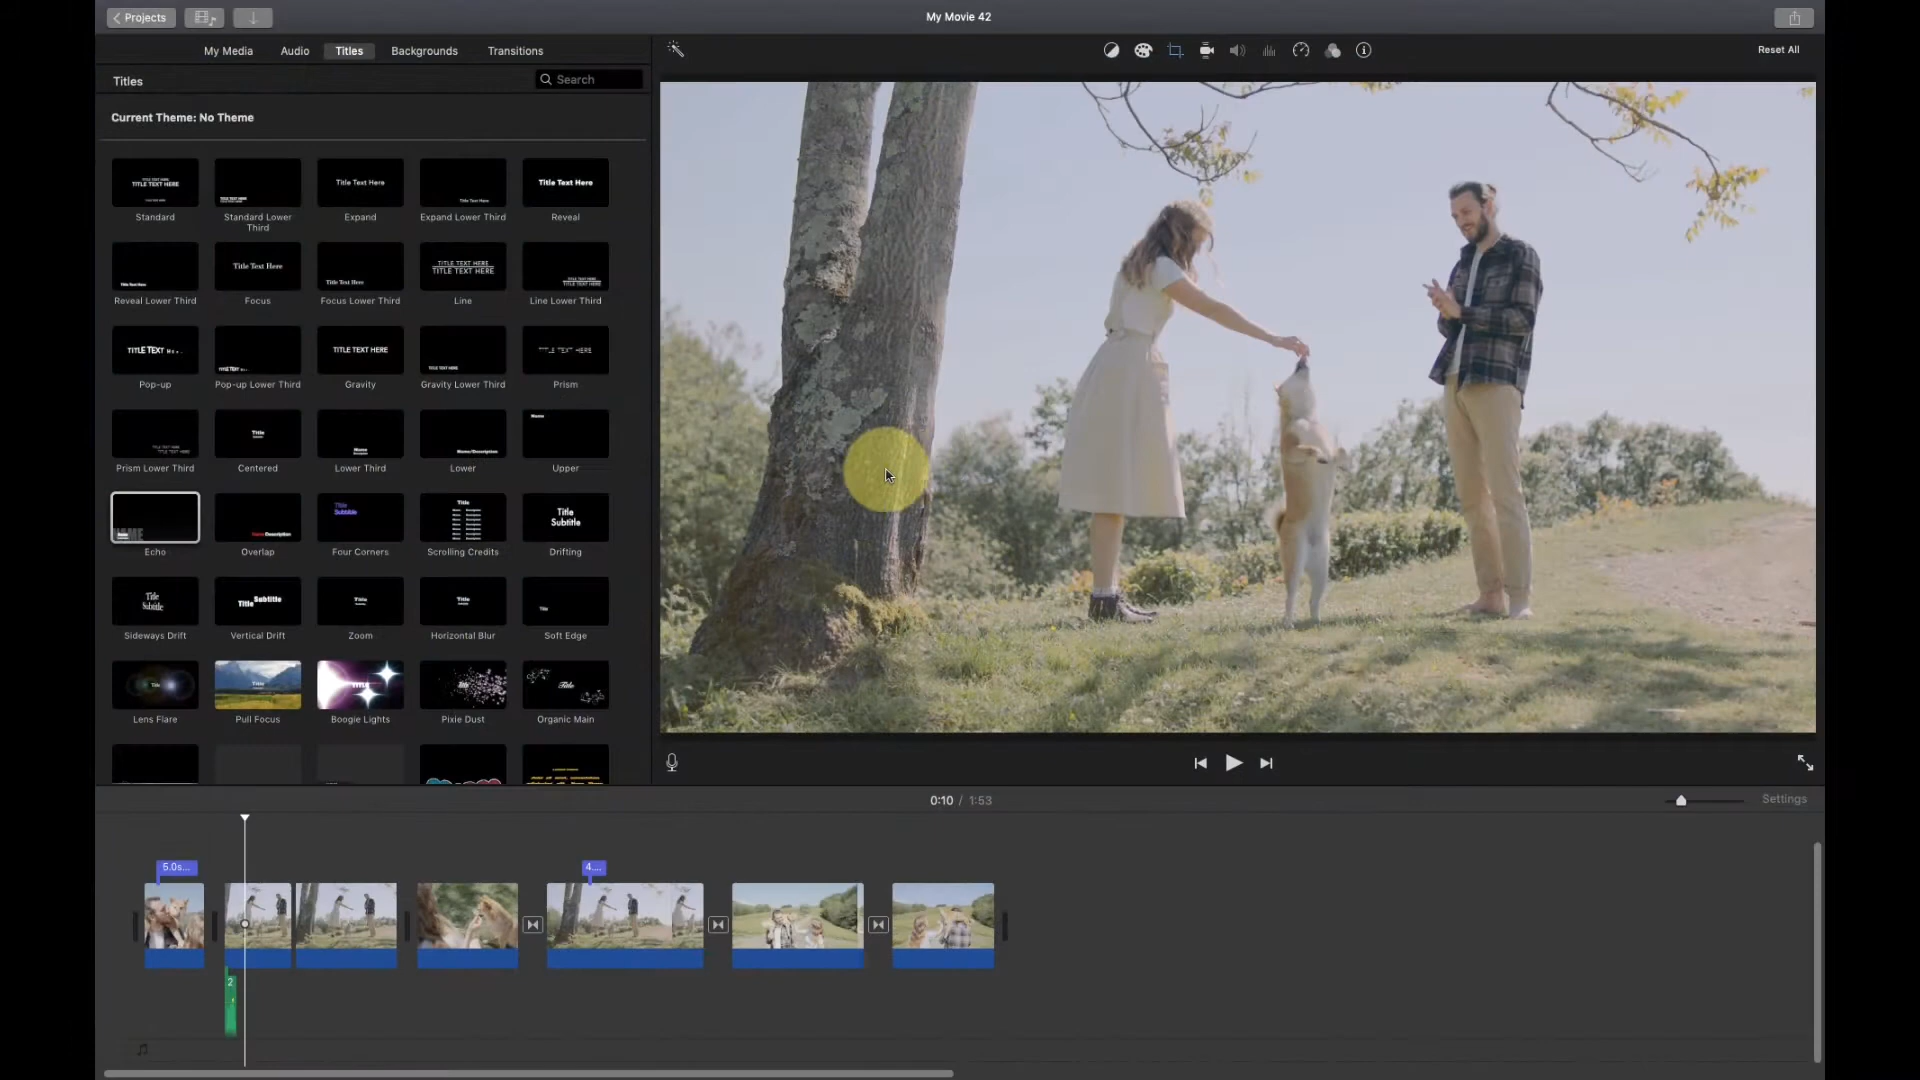 Projects
My Movie 42
My Media
Audio
Titles
Backgrounds
Transitions
Reset All
Titles
Search
Current Theme: No Theme
TITLE TEXT HERE
Title Text Here
Title Text Here
Title Text Here
Standard
Standard Lower Third
Expand
Expand Lower Third
Reveal
Title Text Here
Title Text Here
Title Text Here
TITLE TEXT HERE
TITLE TEXT HERE
Reveal Lower Third
Focus
Focus Lower Third
Line
Line Lower Third
TITLE TEXT
TITLE TEXT HERE
Pop-up
Pop-up Lower Third
Gravity
Gravity Lower Third
Prism
Title
Name
Name/Description
Name
Prism Lower Third
Centered
Lower Third
Lower
Upper
Title
Subtitle
Title
Title
Subtitle
Echo
Overlap
Four Corners
Scrolling Credits
Drifting
Title
Subtitle
Title Subtitle
Title
Title
Title
Sideways Drift
Vertical Drift
Zoom
Horizontal Blur
Soft Edge
Title
Title
Title
Lens Flare
Pull Focus
Boogie Lights
Pixie Dust
Organic Main
0:10 / 1:53
Settings
5.0s...
4...
2